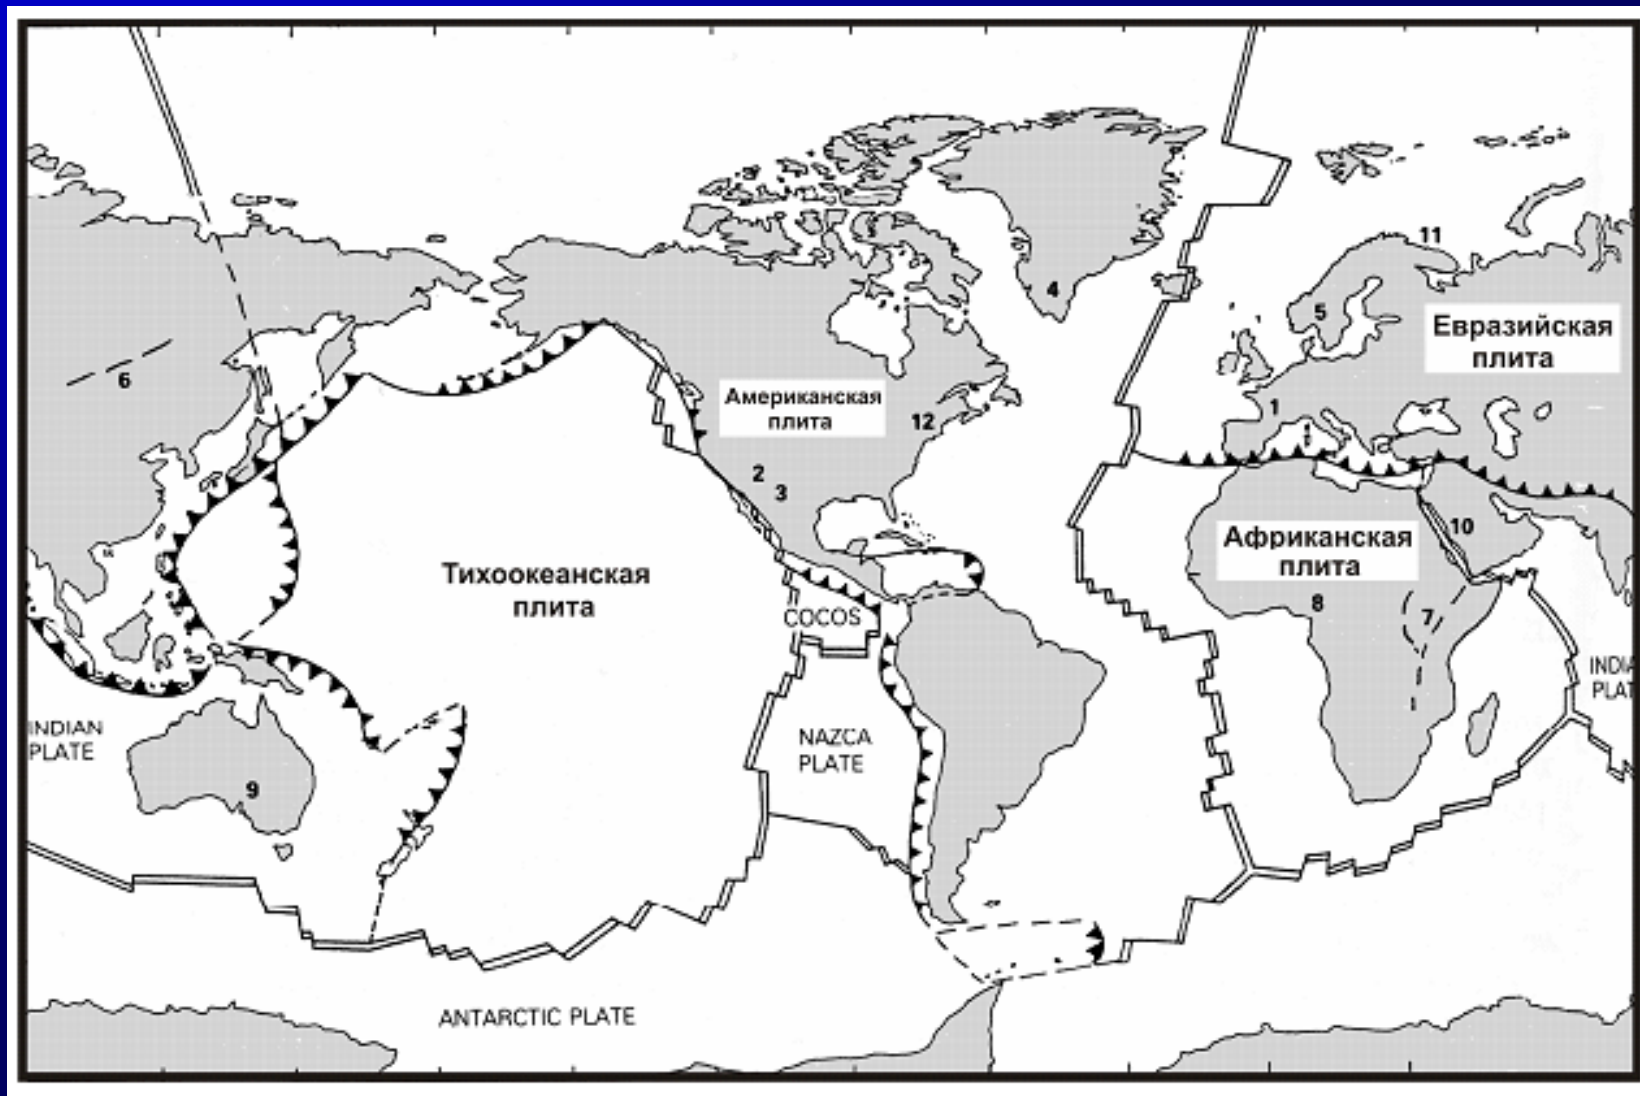 11
4
5
Евразийская
плита
6
Американская
плита
1
12
2
3
Тихоокеанская
плита
Африканская
плита
10
8
7
COCOS
INDIAN
PLATE
NAZCA
PLATE
9
ANTARCTIC PLATE
INDIA
PLAT